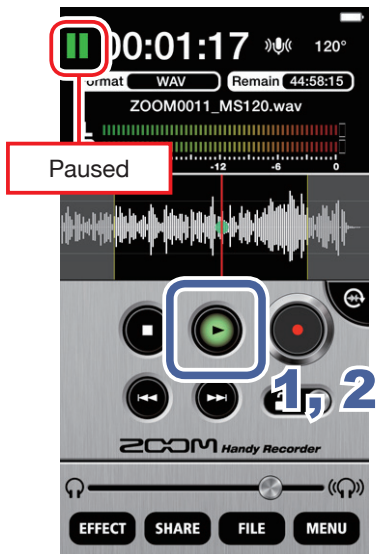 00:01:17 120°
Format WAV Remain 44:58:15
ZOOM0011_MS120.wav
Paused
-12 -6 0
1, 2
ZOOM Handy Recorder
EFFECT SHARE FILE MENU